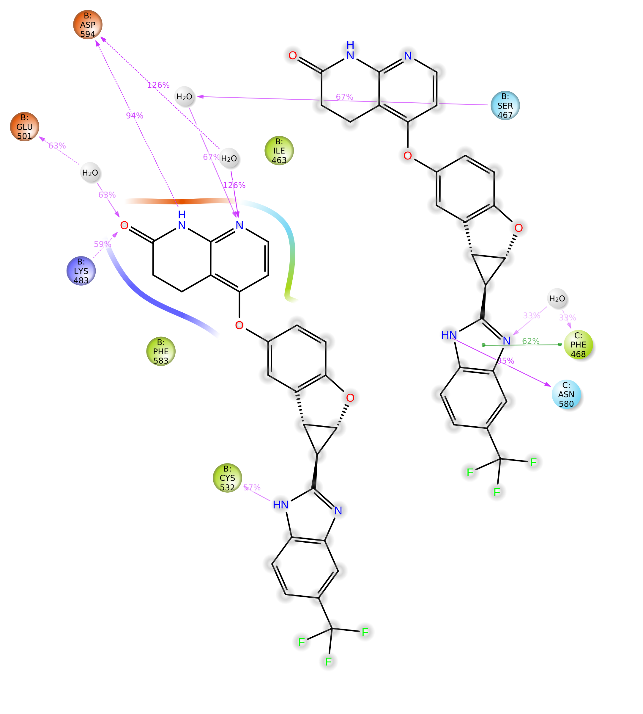 B:
ASP
594
126%
H₂O
67%
B:
SER
467
94%
B:
GLU
501
63%
H₂O
63%
67%
H₂O
126%
B:
ILE
463
O
H
N
N
O
O
H
N
N
59%
B:
LYS
483
O
B:
PHE
583
O
O
H₂O
33%
33%
HN
N
62%
C:
PHE
468
35%
C:
ASN
580
O
B:
CYS
532
57%
HN
N
F
F
F
F
F
F